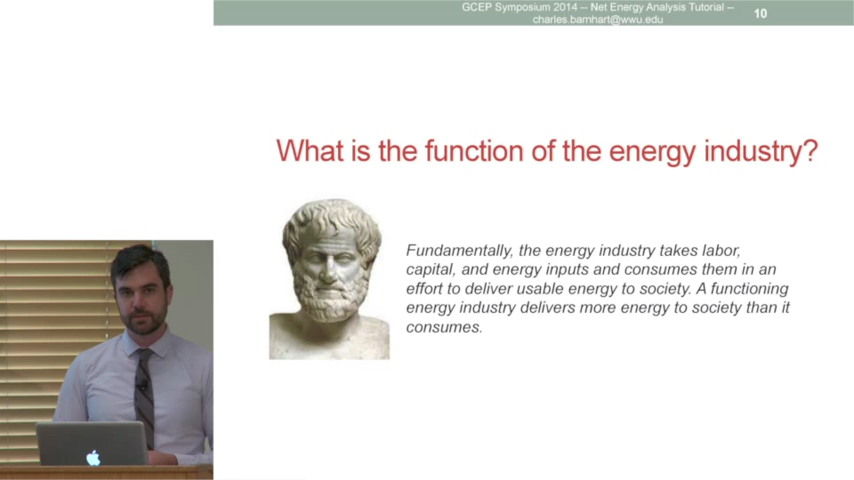 GCEP Symposium 2014 -- Net Energy Analysis Tutorial --
charles.barnhart@wwu.edu
10
What is the function of the energy industry?
Fundamentally, the energy industry takes labor,
capital, and energy inputs and consumes them in an
effort to deliver usable energy to society. A functioning
energy industry delivers more energy to society than it
consumes.